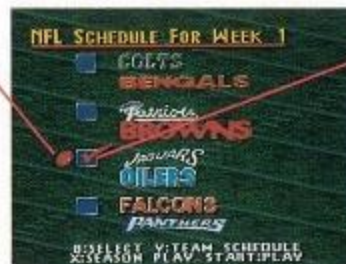 NFL SCHEDULE FOR WEEK 1
COLTS
BENGALS
Patriots
BROWNS
JAGUARS
OILERS
FALCONS
PANTHERS
B:SELECT Y:TEAM SCHEDULE
X:SEASON PLAY START:PLAY